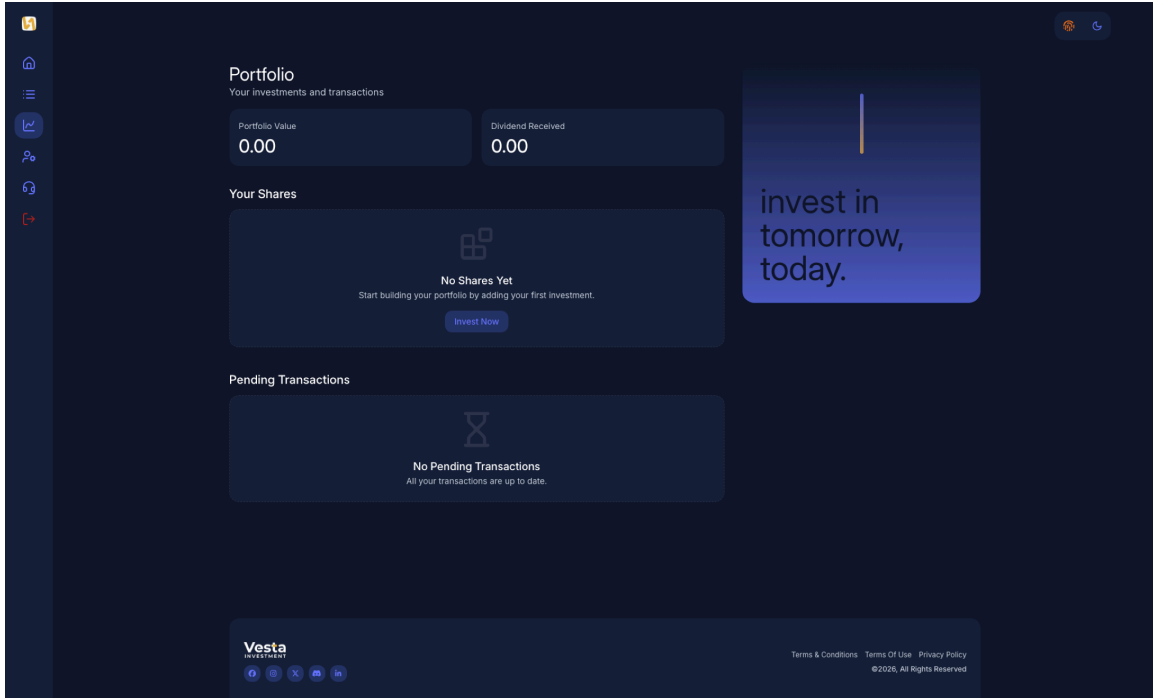 Portfolio
Your investments and transactions
Portfolio Value
0.00
Dividend Received
0.00
invest in
tomorrow,
today.
Your Shares
No Shares Yet
Start building your portfolio by adding your first investment.
Invest Now
Pending Transactions
No Pending Transactions
All your transactions are up to date.
Vesta
INVESTMENT
Terms & Conditions Terms Of Use Privacy Policy
©2026, All Rights Reserved